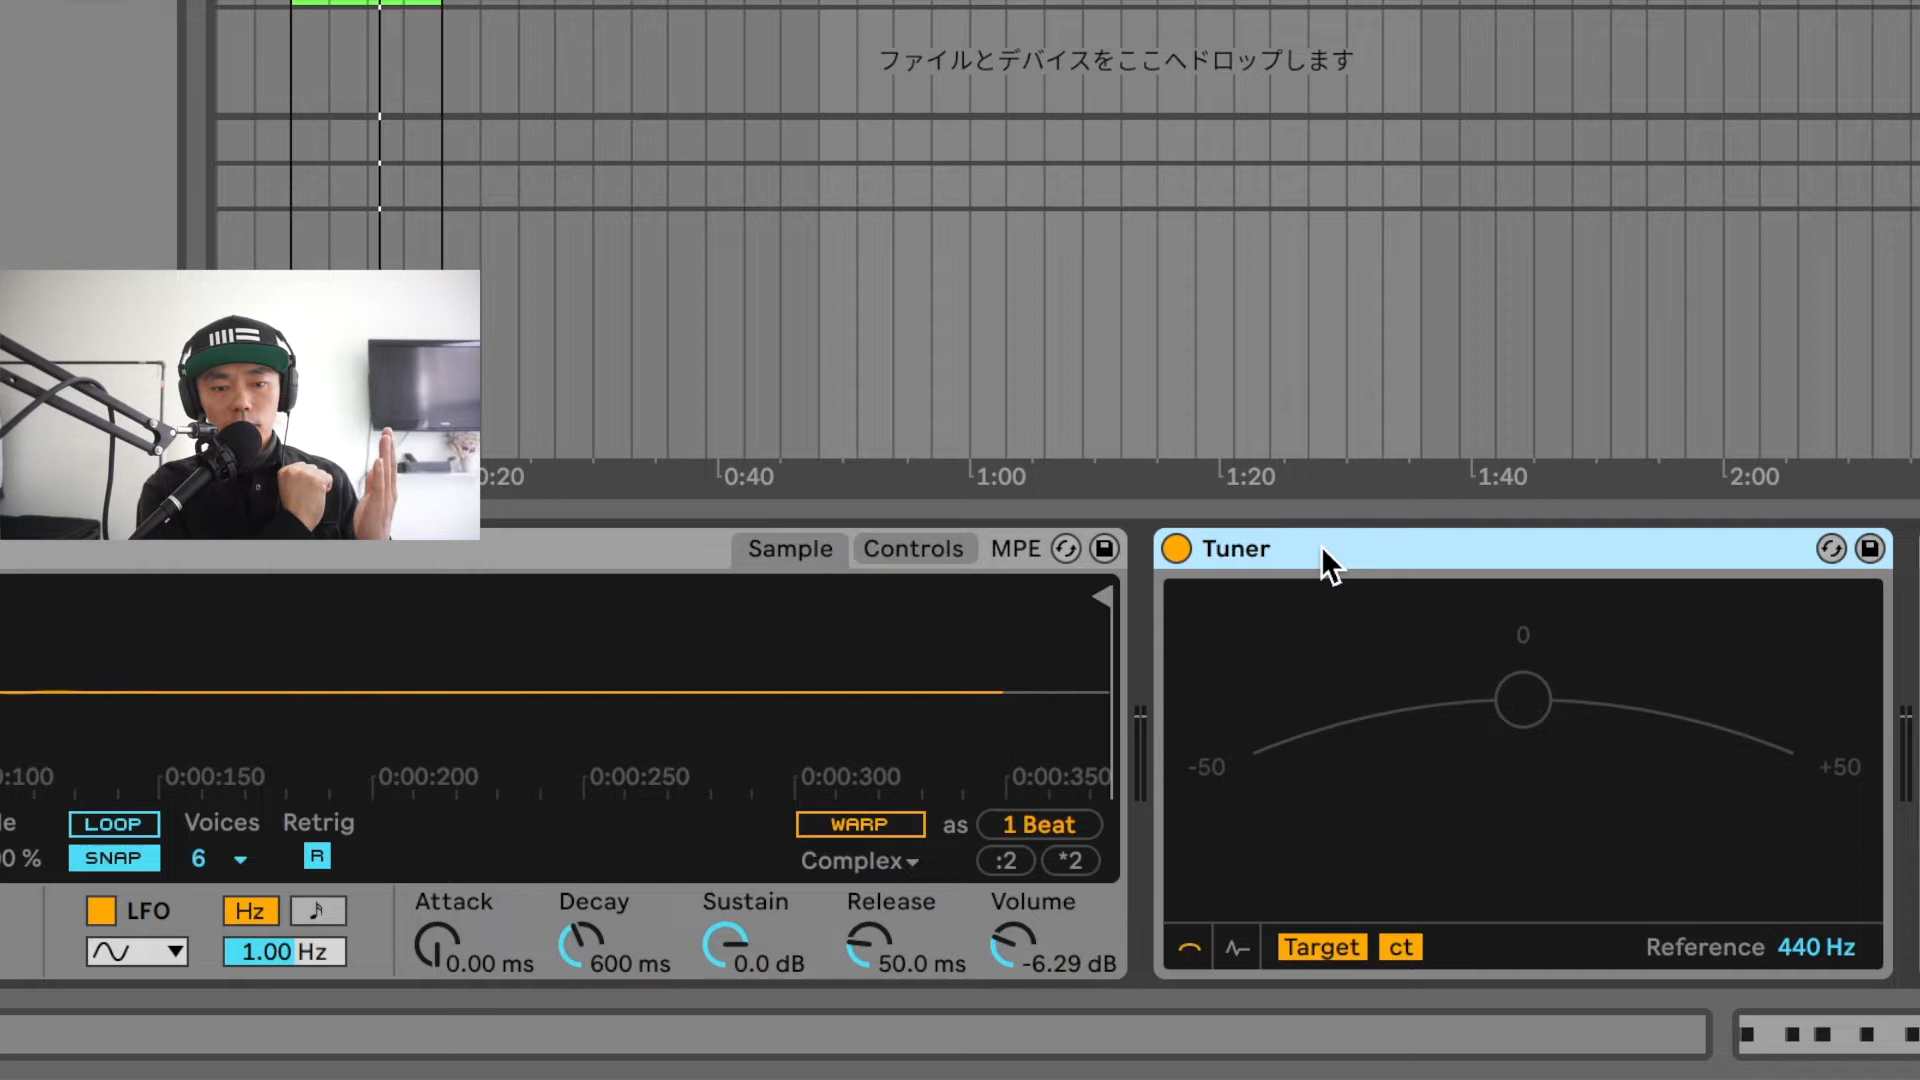 ファイルとデバイスをここへドロップします
0:20 0:40 1:00 1:20 1:40 2:00
Sample Controls MPE
Tuner
0
-50 +50
0:00:150 0:00:200 0:00:250 0:00:300 0:00:350
LOOP Voices Retrig WARP as 1 Beat
SNAP 6 R Complex :2 *2
LFO Hz
1.00 Hz
Attack Decay Sustain Release Volume
0.00 ms 600 ms 0.0 dB 50.0 ms -6.29 dB
Target ct Reference 440 Hz